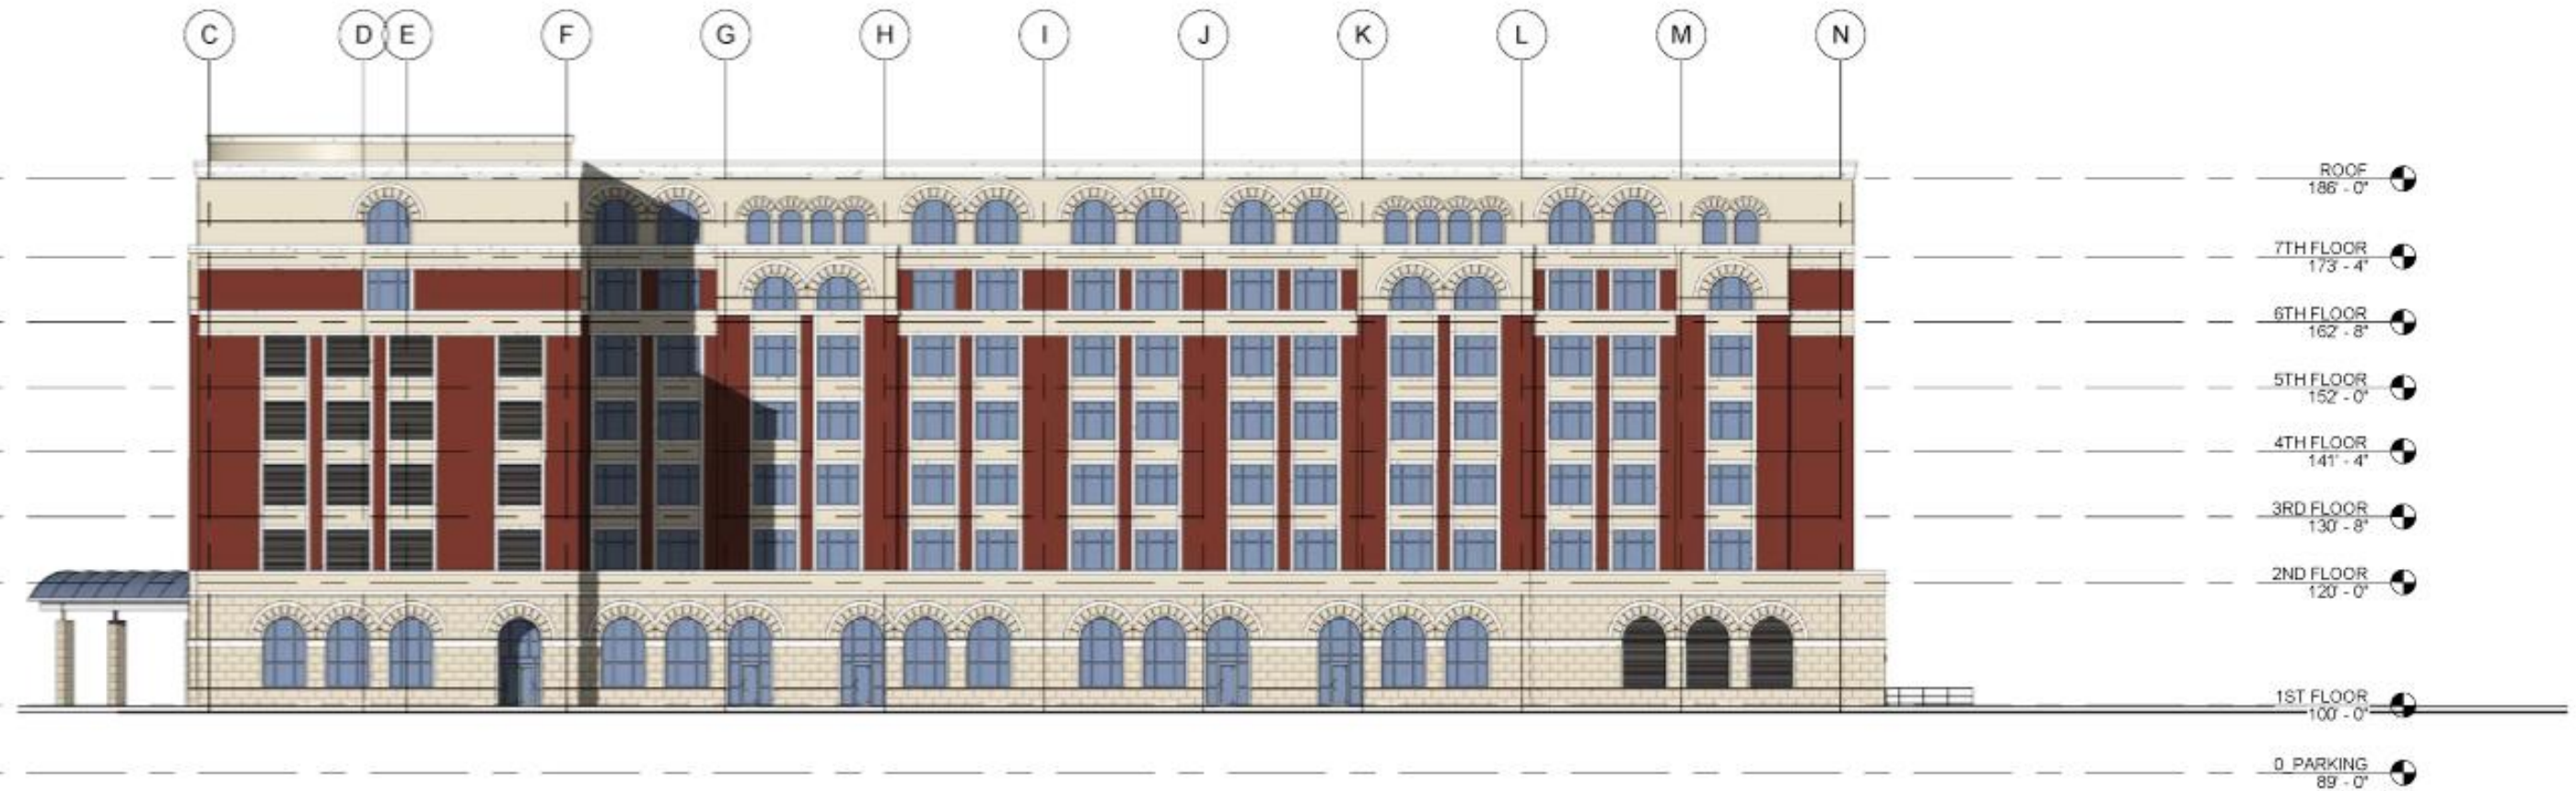 C D E F G H I J K L M N
ROOF
186' - 0"
7TH FLOOR
173' - 4"
6TH FLOOR
162' - 8"
5TH FLOOR
152' - 0"
4TH FLOOR
141' - 4"
3RD FLOOR
130' - 8"
2ND FLOOR
120' - 0"
1ST FLOOR
100' - 0"
0_PARKING
89' - 0"